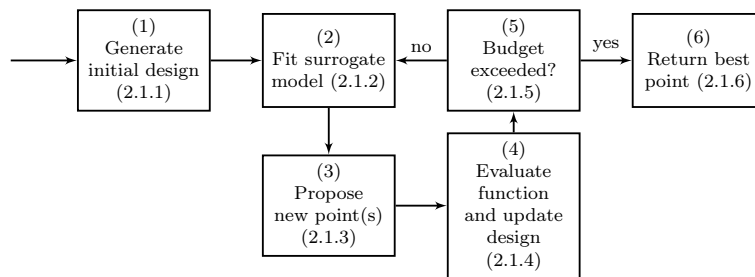 (1)
Generate
initial design
(2.1.1)
(2)
Fit surrogate
model (2.1.2)
no
(5)
Budget
exceeded?
(2.1.5)
yes
(6)
Return best
point (2.1.6)
(3)
Propose
new point(s)
(2.1.3)
(4)
Evaluate
function
and update
design
(2.1.4)